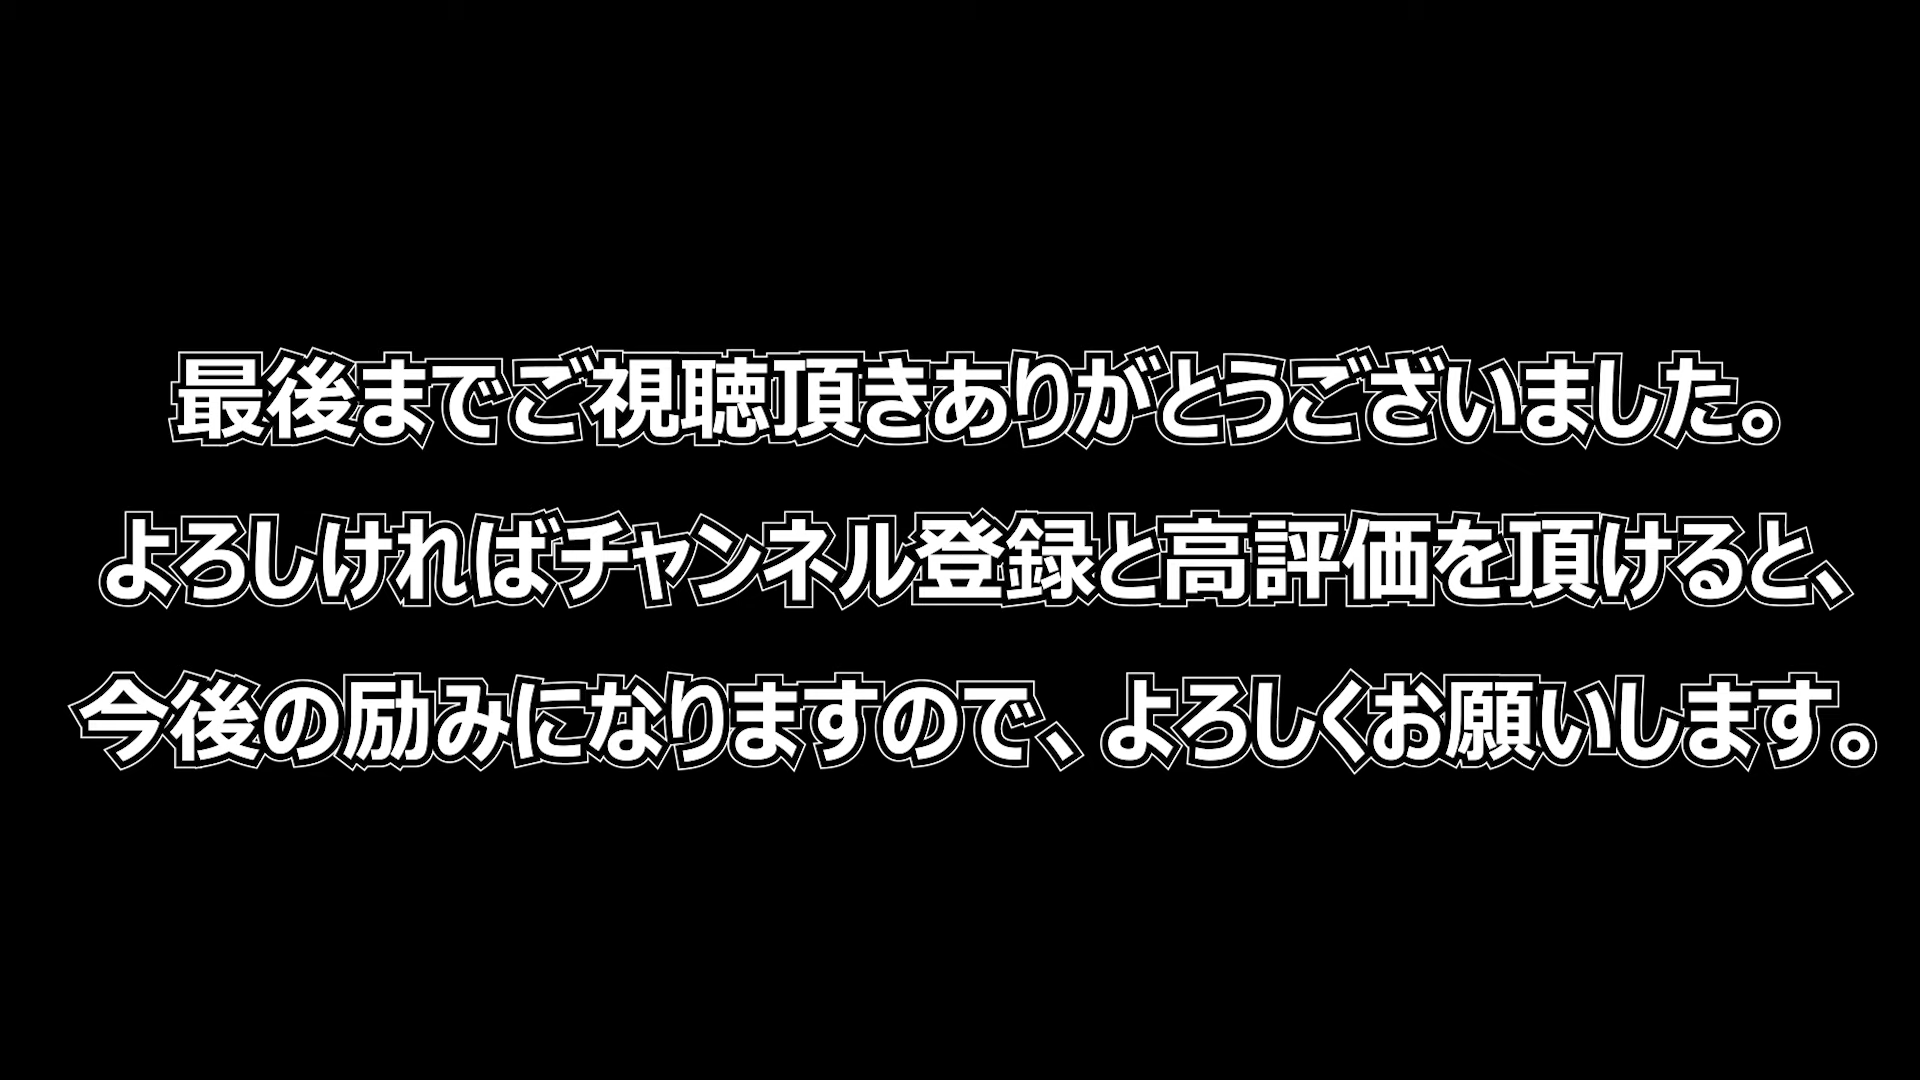 最後までご視聴頂きありがとうございました。
よろしければチャンネル登録と高評価を頂けると、
今後の励みになりますので、よろしくお願いします。